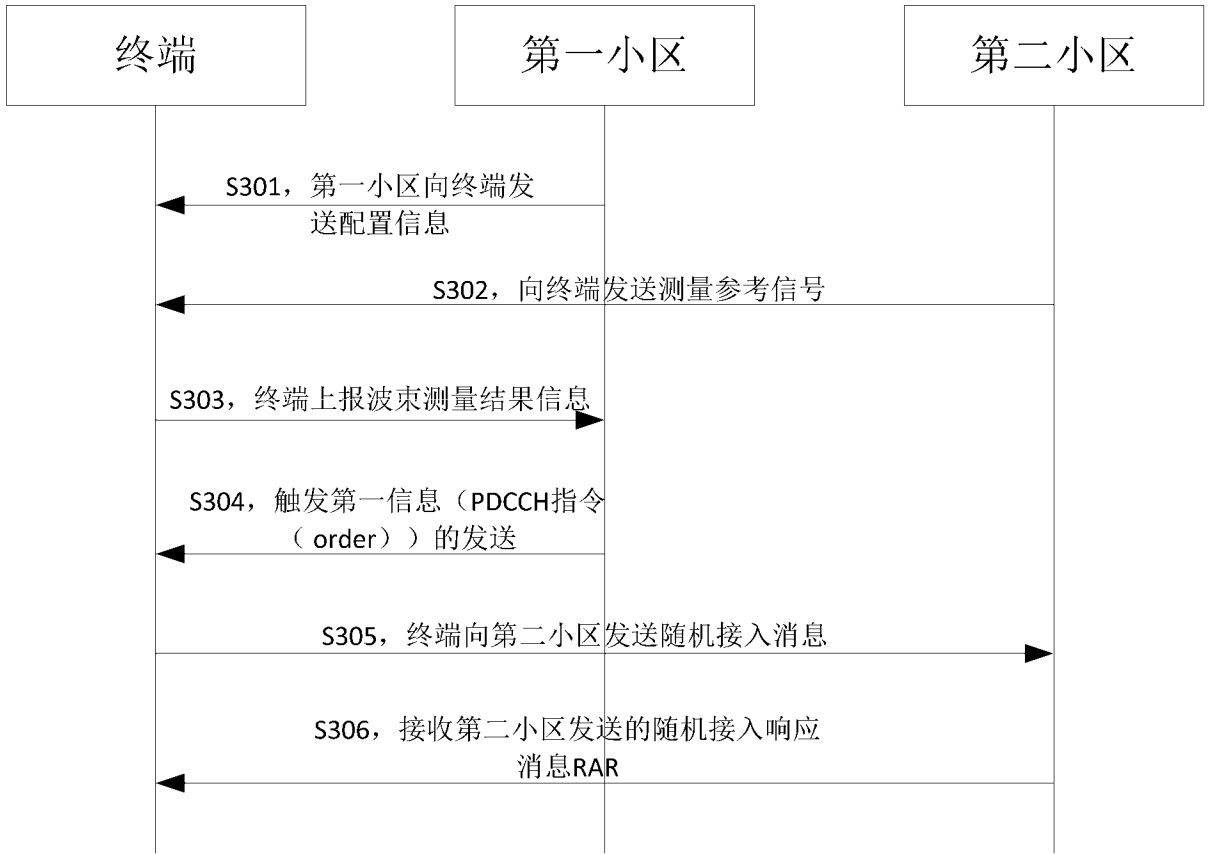 终端
第一小区
第二小区
S301，第一小区向终端发
送配置信息
S302，向终端发送测量参考信号
S303，终端上报波束测量结果信息
S304，触发第一信息（PDCCH指令
（ order））的发送
S305，终端向第二小区发送随机接入消息
S306，接收第二小区发送的随机接入响应
消息RAR